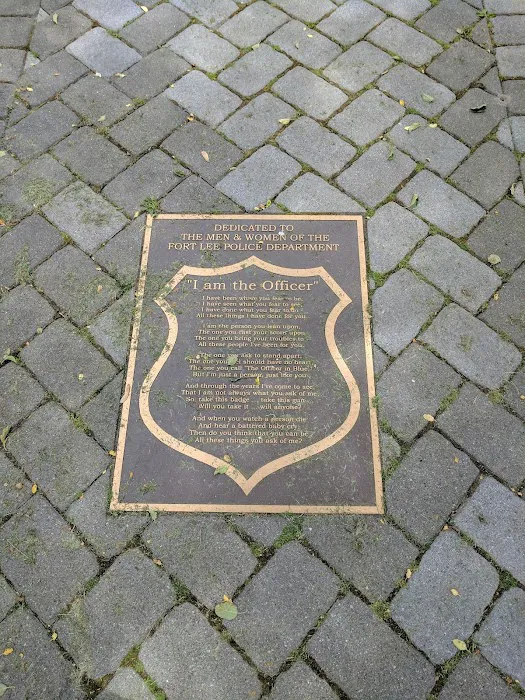 DEDICATED TO
THE MEN & WOMEN OF THE
FORT LEE POLICE DEPARTMENT
"I am the Officer"
I have been where you fear to be,
I have seen what you fear to see,
I have done what you fear to do -
All these things I have done for you.
I am the person you lean upon,
The one you cast your scorn upon,
The one you bring your troubles to -
All these people I've been for you.
The one you ask to stand apart,
The one you feel should have no heart,
The one you call "The Officer in Blue,"
But I'm just a person, just like you.
And through the years I've come to see,
That I am not always what you ask of me;
So, take this badge ... take this gun ...
Will you take it ... will anyone?
And when you watch a person die
And hear a battered baby cry,
Then do you think that you can be
All these things you ask of me?